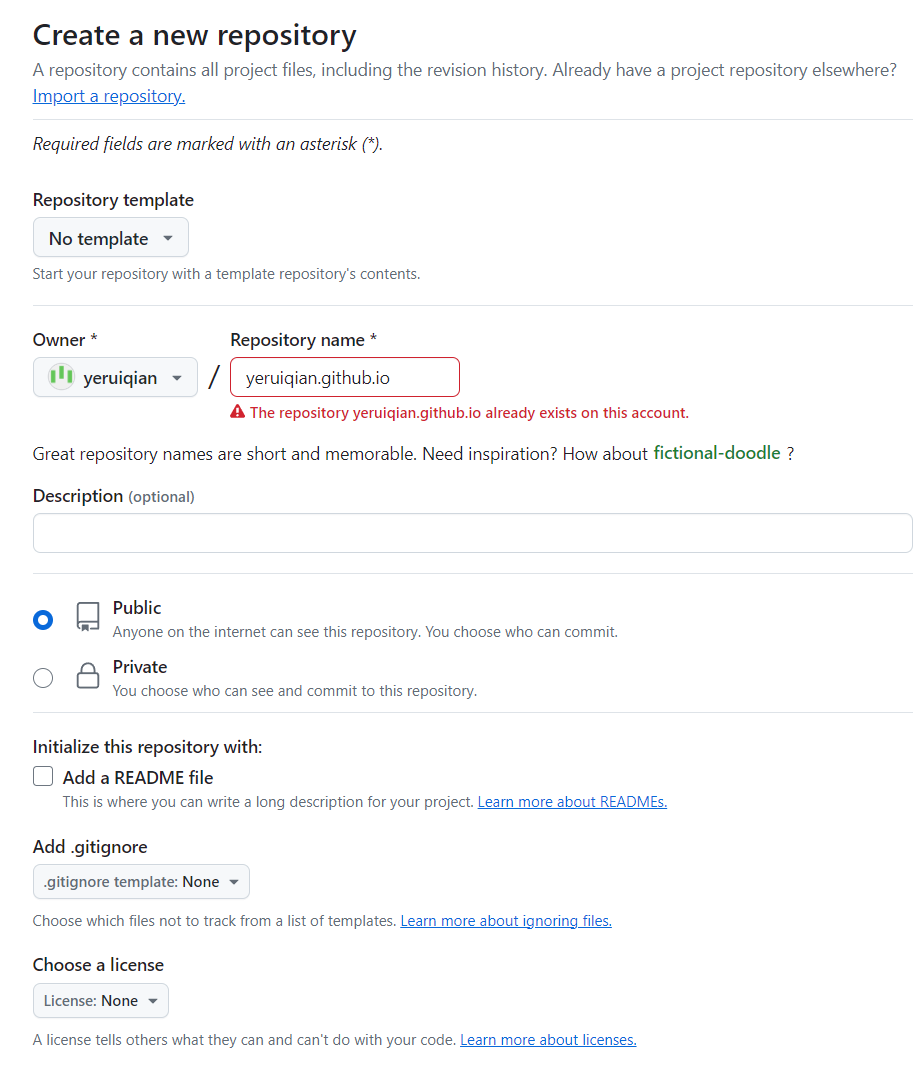 Create a new repository
A repository contains all project files, including the revision history. Already have a project repository elsewhere?
Import a repository.
Required fields are marked with an asterisk (*).
Repository template
No template
Start your repository with a template repository's contents.
Owner * Repository name *
yeruiqian / yeruiqian.github.io
The repository yeruiqian.github.io already exists on this account.
Great repository names are short and memorable. Need inspiration? How about fictional-doodle ?
Description (optional)
Public
Anyone on the internet can see this repository. You choose who can commit.
Private
You choose who can see and commit to this repository.
Initialize this repository with:
Add a README file
This is where you can write a long description for your project. Learn more about READMEs.
Add .gitignore
.gitignore template: None
Choose which files not to track from a list of templates. Learn more about ignoring files.
Choose a license
License: None
A license tells others what they can and can't do with your code. Learn more about licenses.